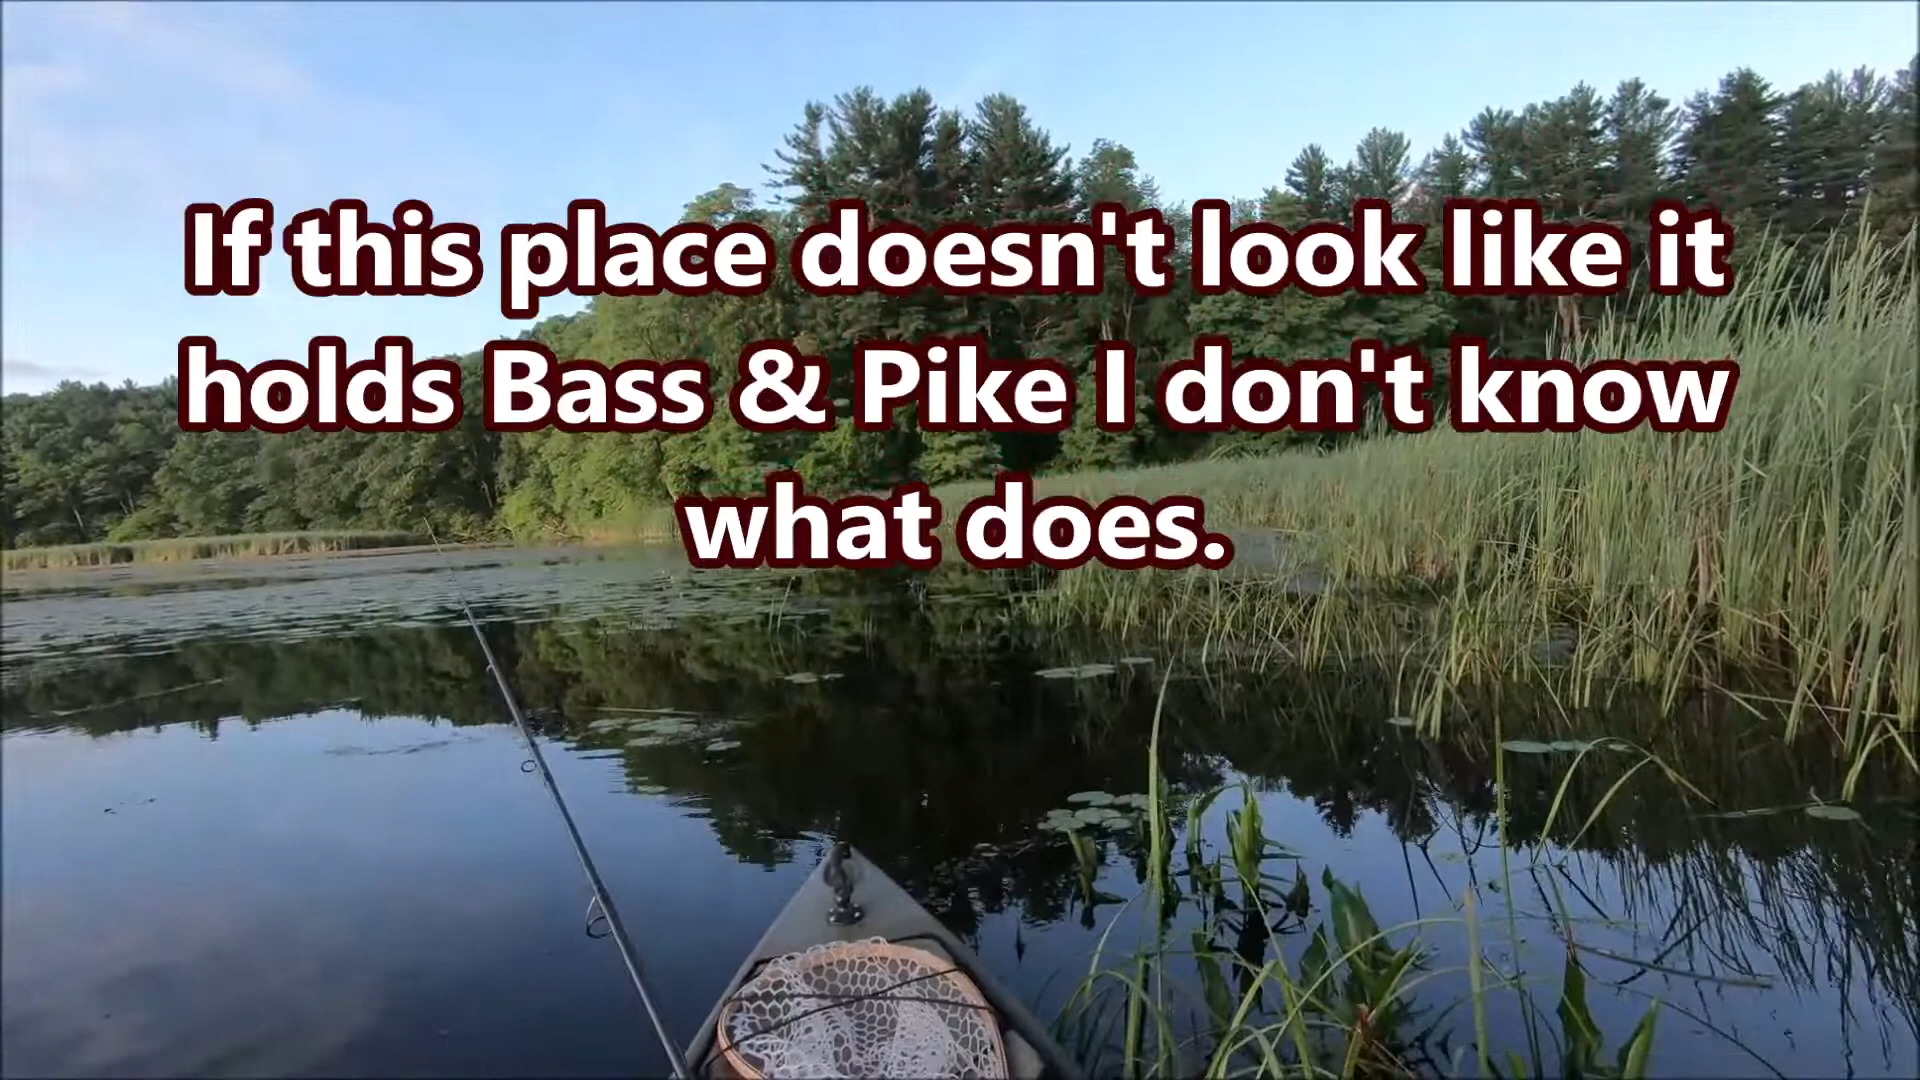 If this place doesn't look like it
holds Bass & Pike I don't know
what does.